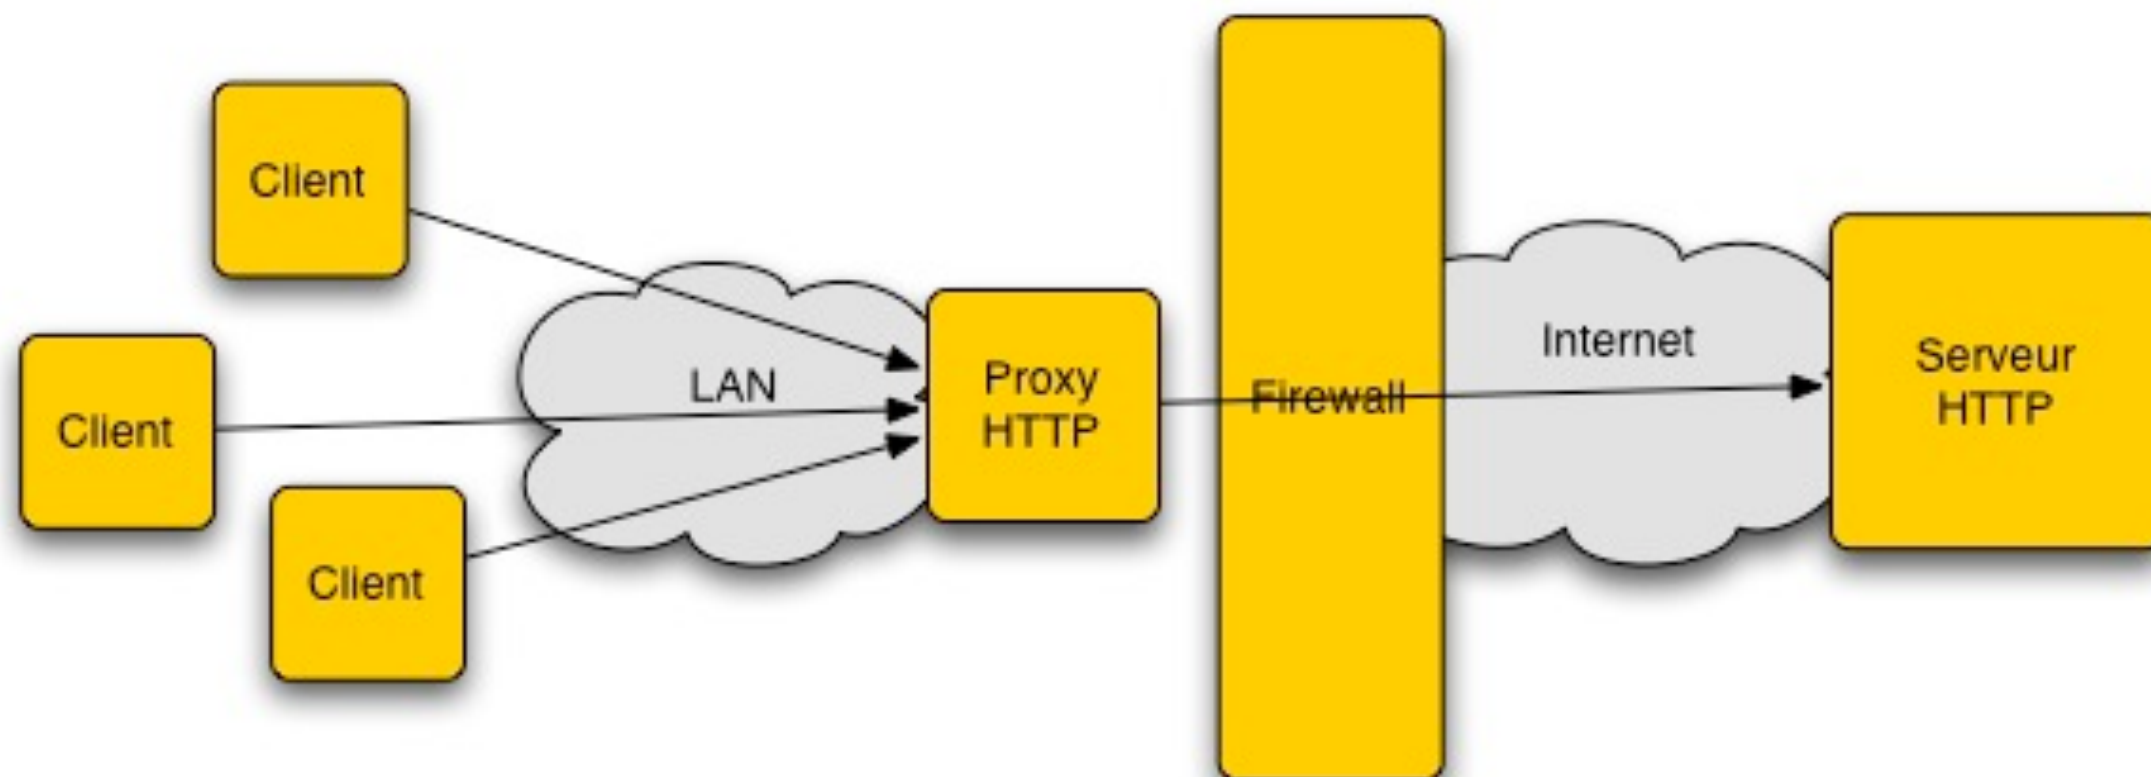 Client
Client
Client
LAN
Proxy
HTTP
Firewall
Internet
Serveur
HTTP